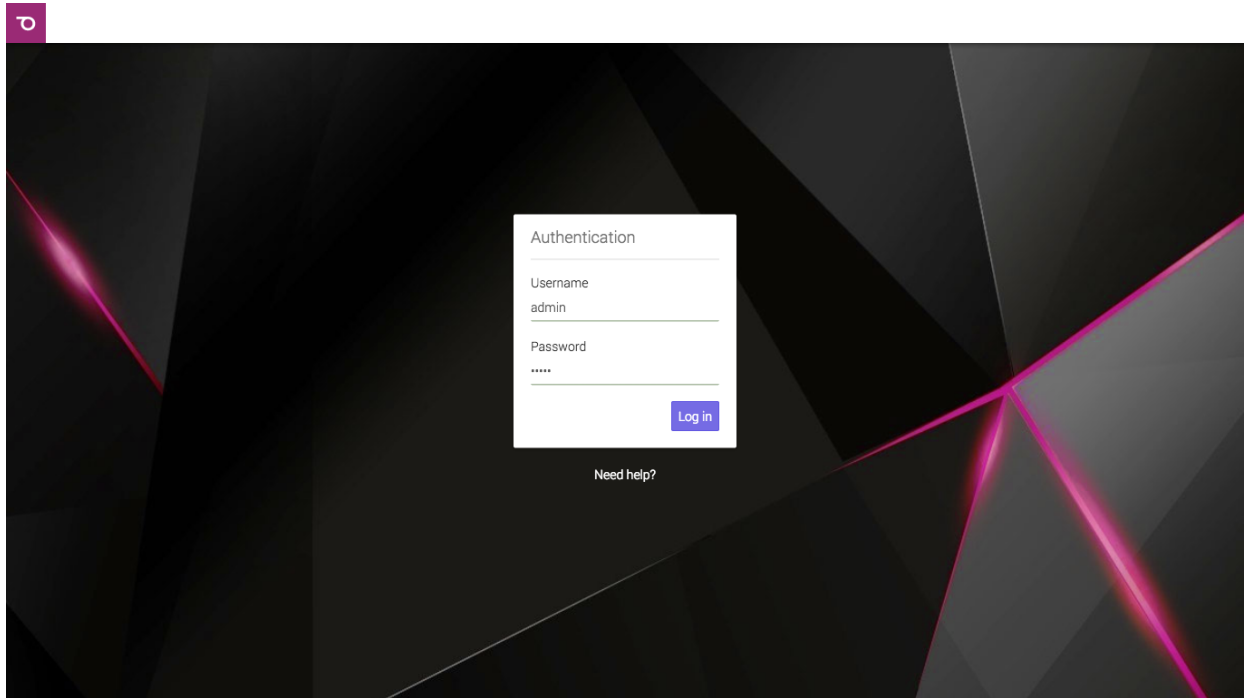 Authentication
Username
admin
Password
•••••
Log in
Need help?